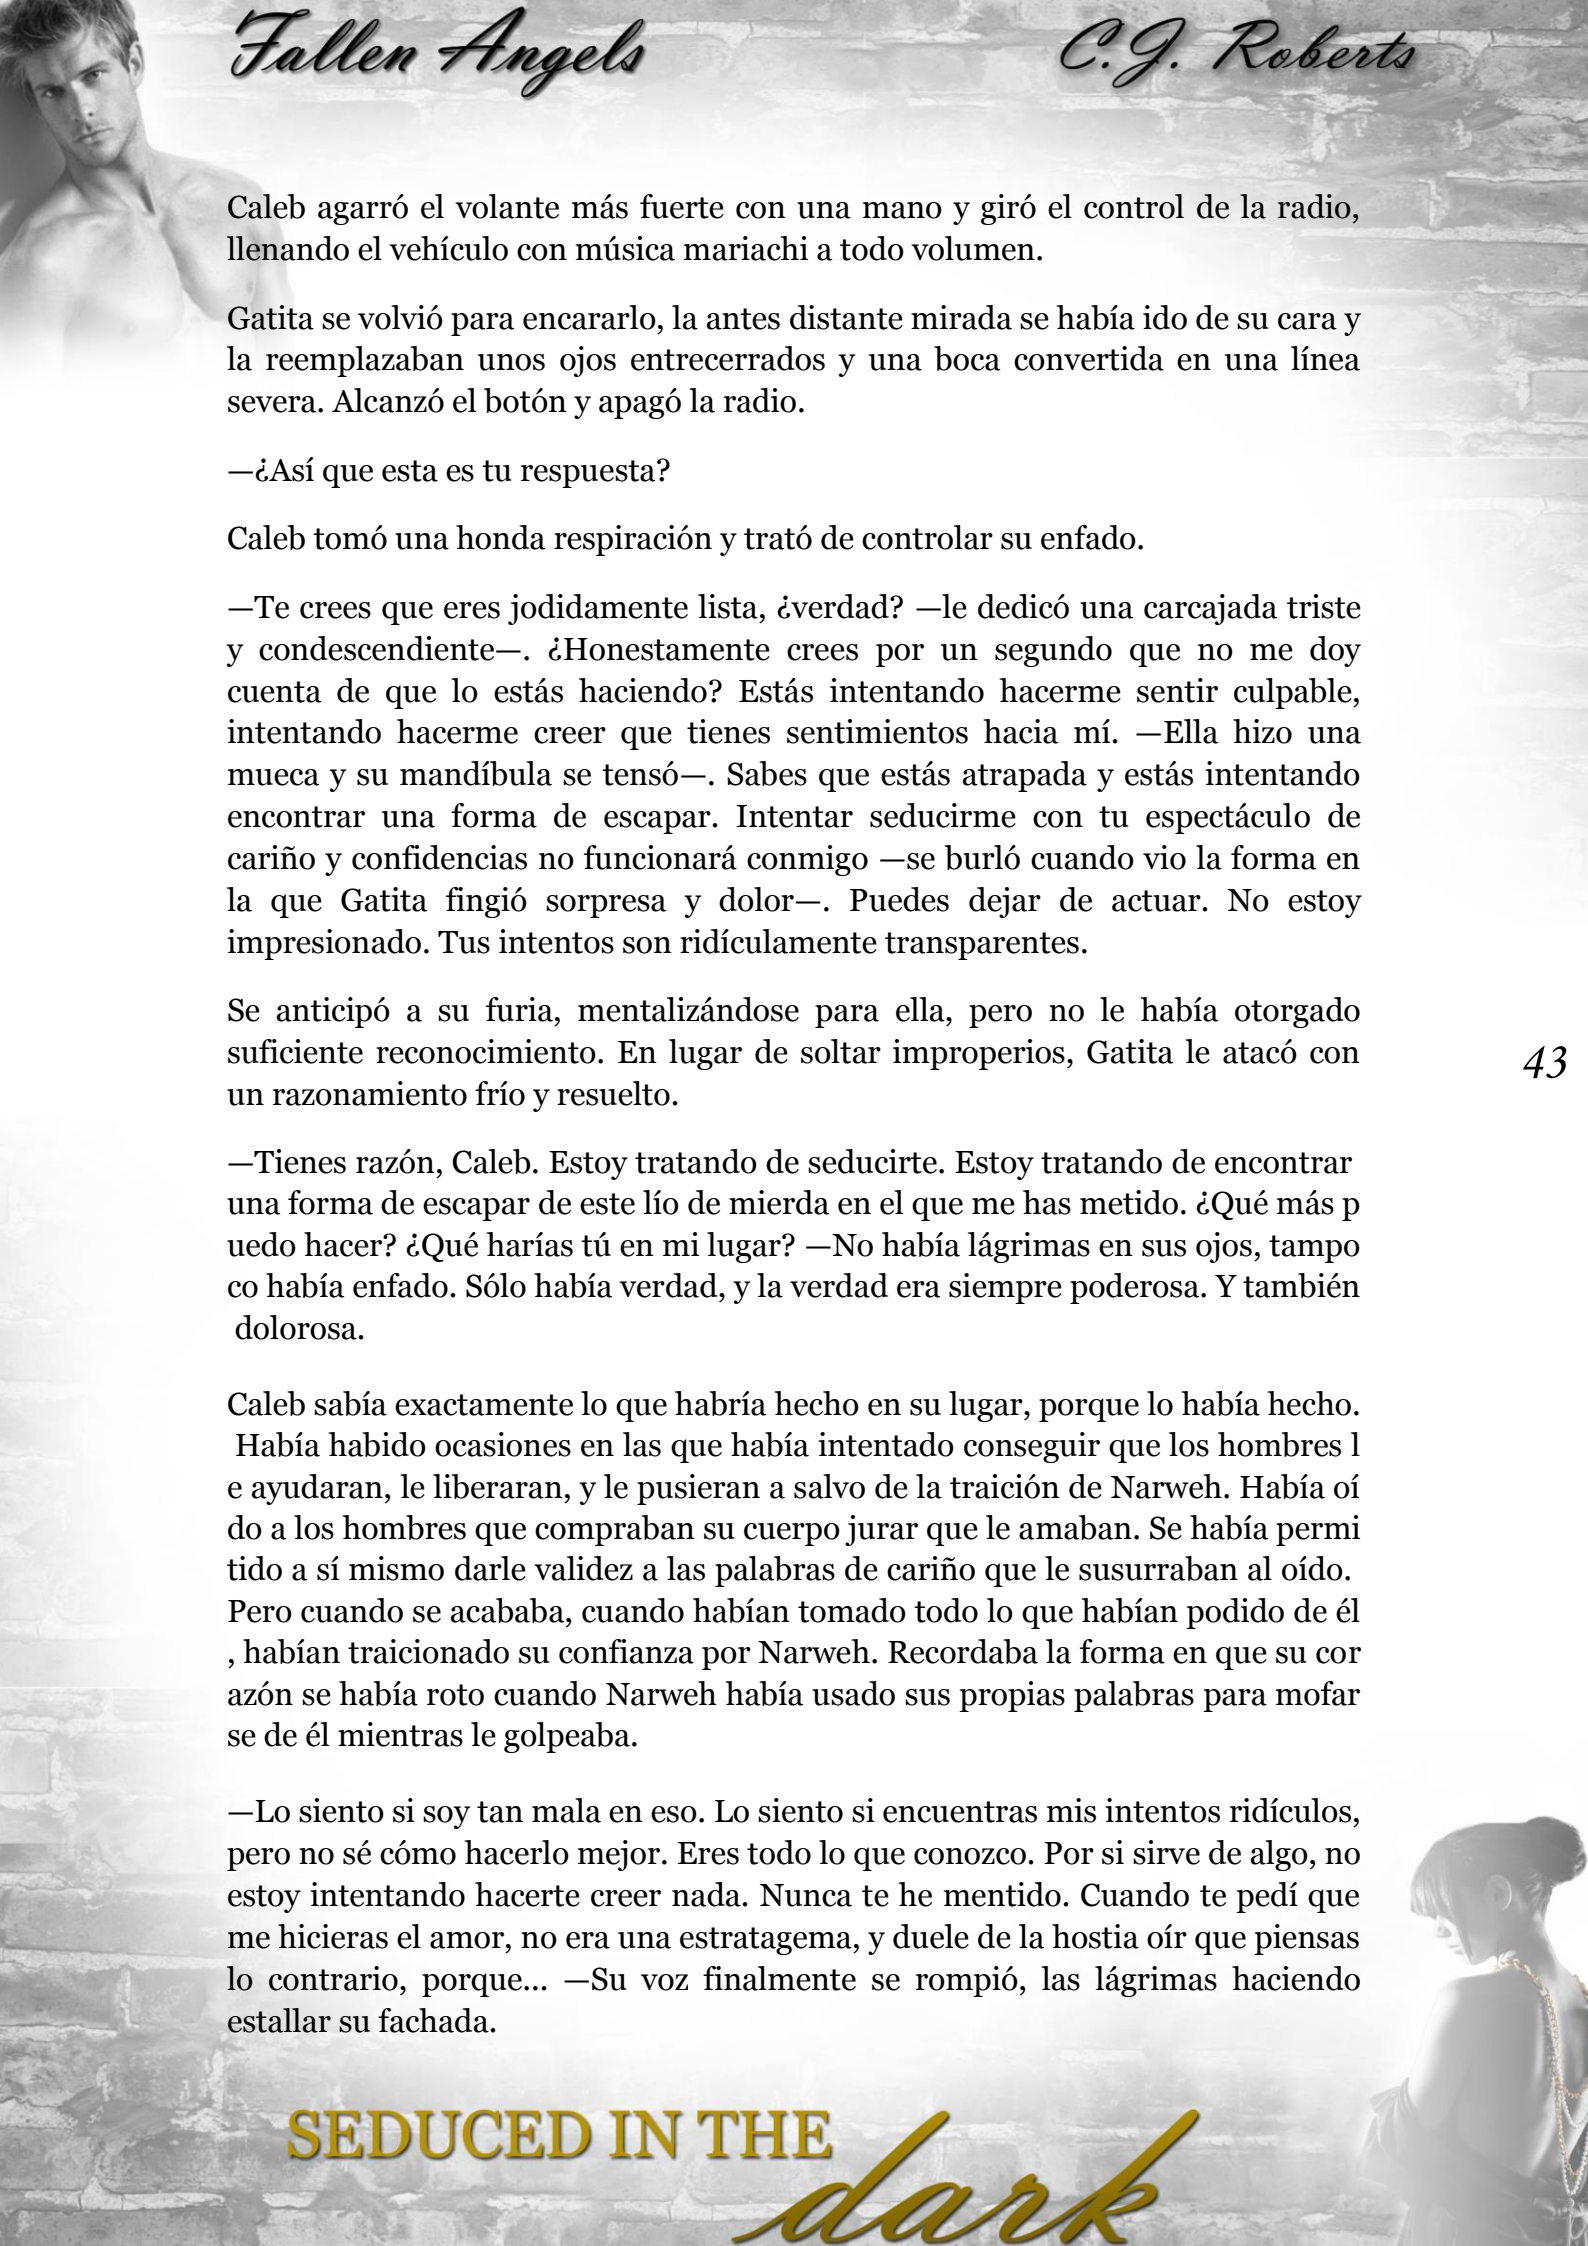 Fallen Angels
C.J. Roberts
Caleb agarró el volante más fuerte con una mano y giró el control de la radio,
llenando el vehículo con música mariachi a todo volumen.
Gatita se volvió para encararlo, la antes distante mirada se había ido de su cara y
la reemplazaban unos ojos entrecerrados y una boca convertida en una línea
severa. Alcanzó el botón y apagó la radio.
—¿Así que esta es tu respuesta?
Caleb tomó una honda respiración y trató de controlar su enfado.
—Te crees que eres jodidamente lista, ¿verdad? —le dedicó una carcajada triste
y condescendiente—. ¿Honestamente crees por un segundo que no me doy
cuenta de que lo estás haciendo? Estás intentando hacerme sentir culpable,
intentando hacerme creer que tienes sentimientos hacia mí. —Ella hizo una
mueca y su mandíbula se tensó—. Sabes que estás atrapada y estás intentando
encontrar una forma de escapar. Intentar seducirme con tu espectáculo de
cariño y confidencias no funcionará conmigo —se burló cuando vio la forma en
la que Gatita fingió sorpresa y dolor—. Puedes dejar de actuar. No estoy
impresionado. Tus intentos son ridículamente transparentes.
Se anticipó a su furia, mentalizándose para ella, pero no le había otorgado
suficiente reconocimiento. En lugar de soltar improperios, Gatita le atacó con
un razonamiento frío y resuelto.
43
—Tienes razón, Caleb. Estoy tratando de seducirte. Estoy tratando de encontrar
una forma de escapar de este lío de mierda en el que me has metido. ¿Qué más p
uedo hacer? ¿Qué harías tú en mi lugar? —No había lágrimas en sus ojos, tampo
co había enfado. Sólo había verdad, y la verdad era siempre poderosa. Y también
dolorosa.
Caleb sabía exactamente lo que habría hecho en su lugar, porque lo había hecho.
Había habido ocasiones en las que había intentado conseguir que los hombres l
e ayudaran, le liberaran, y le pusieran a salvo de la traición de Narweh. Había oí
do a los hombres que compraban su cuerpo jurar que le amaban. Se había permi
tido a sí mismo darle validez a las palabras de cariño que le susurraban al oído.
Pero cuando se acababa, cuando habían tomado todo lo que habían podido de él
, habían traicionado su confianza por Narweh. Recordaba la forma en que su cor
azón se había roto cuando Narweh había usado sus propias palabras para mofar
se de él mientras le golpeaba.
—Lo siento si soy tan mala en eso. Lo siento si encuentras mis intentos ridículos,
pero no sé cómo hacerlo mejor. Eres todo lo que conozco. Por si sirve de algo, no
estoy intentando hacerte creer nada. Nunca te he mentido. Cuando te pedí que
me hicieras el amor, no era una estratagema, y duele de la hostia oír que piensas
lo contrario, porque... —Su voz finalmente se rompió, las lágrimas haciendo
estallar su fachada.
SEDUCED IN THE
dark